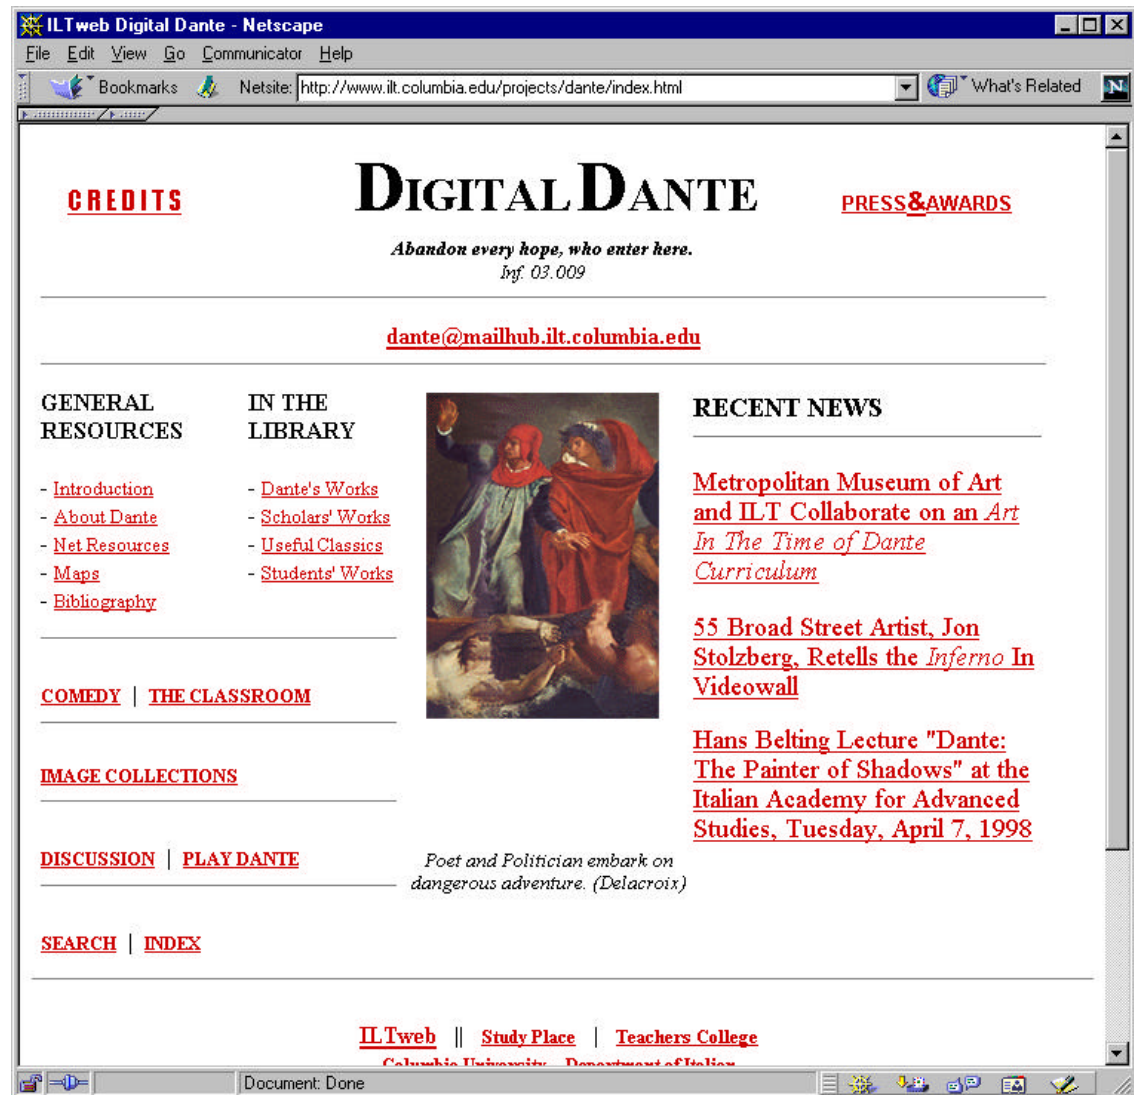 ILTweb Digital Dante - Netscape
File Edit View Go Communicator Help
Bookmarks Netsite: http://www.ilt.columbia.edu/projects/dante/index.html What's Related N
CREDITS
DIGITAL DANTE
PRESS&AWARDS
Abandon every hope, who enter here.
Inf. 03.009
dante@mailhub.ilt.columbia.edu
GENERAL
RESOURCES
- Introduction
- About Dante
- Net Resources
- Maps
- Bibliography
IN THE
LIBRARY
- Dante's Works
- Scholars' Works
- Useful Classics
- Students' Works
COMEDY | THE CLASSROOM
IMAGE COLLECTIONS
DISCUSSION | PLAY DANTE
SEARCH | INDEX
Poet and Politician embark on
dangerous adventure. (Delacroix)
RECENT NEWS
Metropolitan Museum of Art
and ILT Collaborate on an Art
In The Time of Dante
Curriculum
55 Broad Street Artist, Jon
Stolzberg, Retells the Inferno In
Videowall
Hans Belting Lecture "Dante:
The Painter of Shadows" at the
Italian Academy for Advanced
Studies, Tuesday, April 7, 1998
ILTweb || Study Place | Teachers College
Columbia University Department of Italian
Document: Done